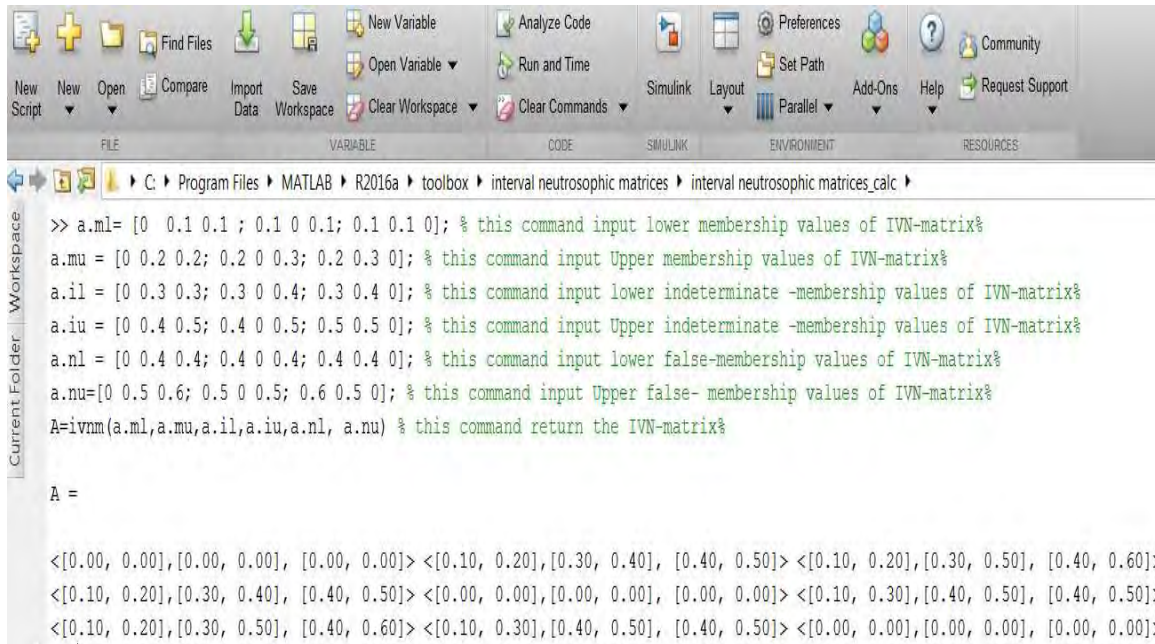 New Script
New
Open
Find Files
Compare
Import Data
Save Workspace
New Variable
Open Variable
Clear Workspace
Analyze Code
Run and Time
Clear Commands
Simulink
Layout
Preferences
Set Path
Parallel
Add-Ons
Help
Community
Request Support
FILE
VARIABLE
CODE
SIMULINK
ENVIRONMENT
RESOURCES
C: Program Files MATLAB R2016a toolbox interval neutrosophic matrices interval neutrosophic matrices_calc
Current Folder
Workspace
>> a.ml= [0 0.1 0.1 ; 0.1 0 0.1; 0.1 0.1 0]; % this command input lower membership values of IVN-matrix%
a.mu = [0 0.2 0.2; 0.2 0 0.3; 0.2 0.3 0]; % this command input Upper membership values of IVN-matrix%
a.il = [0 0.3 0.3; 0.3 0 0.4; 0.3 0.4 0]; % this command input lower indeterminate -membership values of IVN-matrix%
a.iu = [0 0.4 0.5; 0.4 0 0.5; 0.5 0.5 0]; % this command input Upper indeterminate -membership values of IVN-matrix%
a.nl = [0 0.4 0.4; 0.4 0 0.4; 0.4 0.4 0]; % this command input lower false-membership values of IVN-matrix%
a.nu=[0 0.5 0.6; 0.5 0 0.5; 0.6 0.5 0]; % this command input Upper false- membership values of IVN-matrix%
A=ivnm(a.ml,a.mu,a.il,a.iu,a.nl, a.nu) % this command return the IVN-matrix%
A =
<[0.00, 0.00],[0.00, 0.00], [0.00, 0.00]> <[0.10, 0.20],[0.30, 0.40], [0.40, 0.50]> <[0.10, 0.20],[0.30, 0.50], [0.40, 0.60]>
<[0.10, 0.20],[0.30, 0.40], [0.40, 0.50]> <[0.00, 0.00],[0.00, 0.00], [0.00, 0.00]> <[0.10, 0.30],[0.40, 0.50], [0.40, 0.50]>
<[0.10, 0.20],[0.30, 0.50], [0.40, 0.60]> <[0.10, 0.30],[0.40, 0.50], [0.40, 0.50]> <[0.00, 0.00],[0.00, 0.00], [0.00, 0.00]>